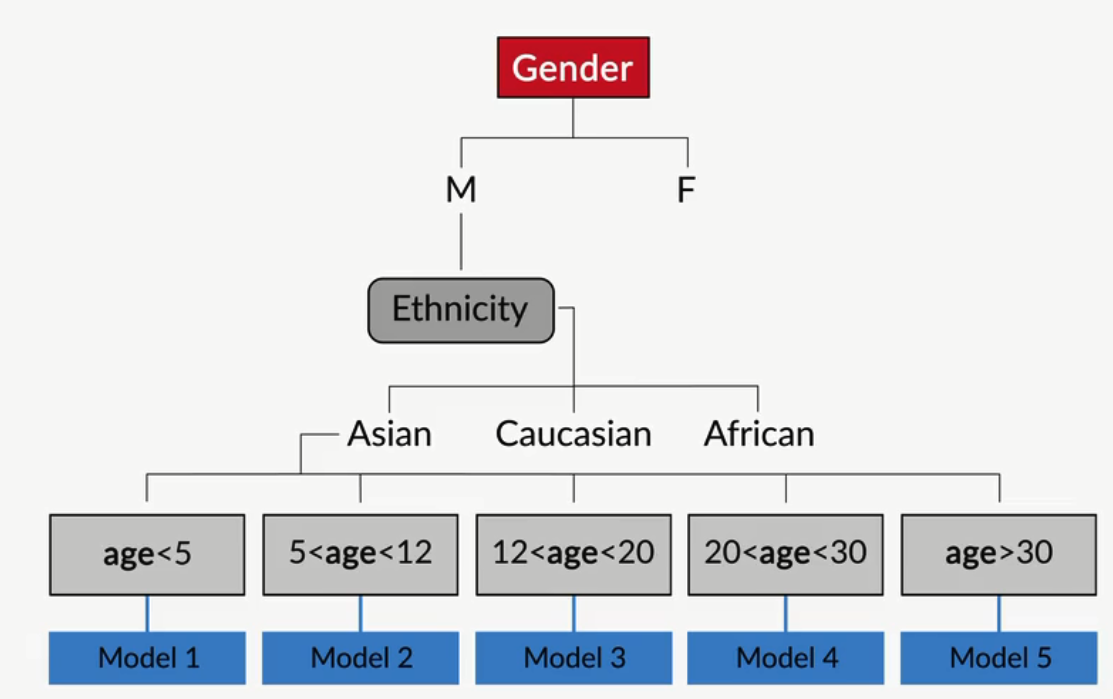 Gender
M F
Ethnicity
Asian Caucasian African
age<5 5<age<12 12<age<20 20<age<30 age>30
Model 1 Model 2 Model 3 Model 4 Model 5